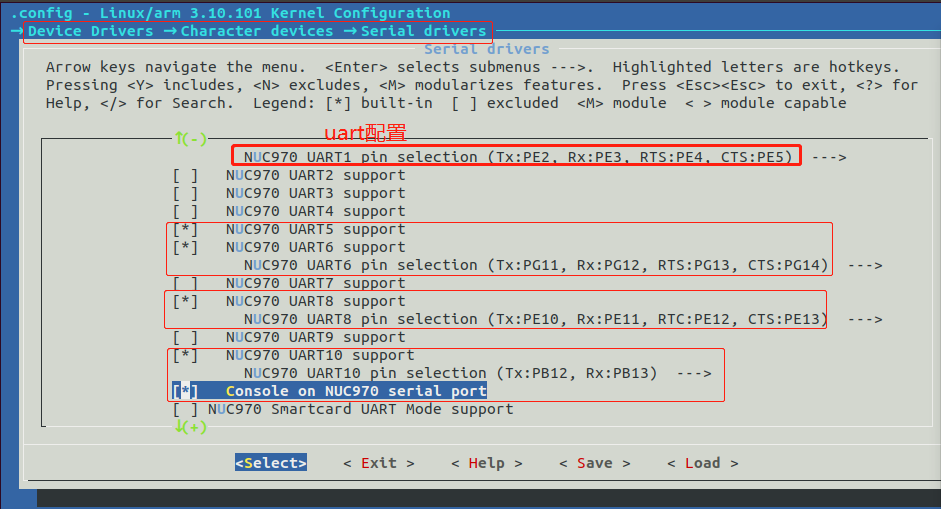 .config - Linux/arm 3.10.101 Kernel Configuration
→Device Drivers →Character devices →Serial drivers
Serial drivers
Arrow keys navigate the menu. <Enter> selects submenus --->. Highlighted letters are hotkeys.
Pressing <Y> includes, <N> excludes, <M> modularizes features. Press <Esc><Esc> to exit, <?> for
Help, </> for Search. Legend: [*] built-in [ ] excluded <M> module < > module capable
uart配置
↑(-)
NUC970 UART1 pin selection (Tx:PE2, Rx:PE3, RTS:PE4, CTS:PE5) --->
[ ] NUC970 UART2 support
[ ] NUC970 UART3 support
[ ] NUC970 UART4 support
[*] NUC970 UART5 support
[*] NUC970 UART6 support
NUC970 UART6 pin selection (Tx:PG11, Rx:PG12, RTS:PG13, CTS:PG14) --->
[ ] NUC970 UART7 support
[*] NUC970 UART8 support
NUC970 UART8 pin selection (Tx:PE10, Rx:PE11, RTC:PE12, CTS:PE13) --->
[ ] NUC970 UART9 support
[*] NUC970 UART10 support
NUC970 UART10 pin selection (Tx:PB12, Rx:PB13) --->
[*] Console on NUC970 serial port
[ ] NUC970 Smartcard UART Mode support
↓(+)
<Select> < Exit > < Help > < Save > < Load >